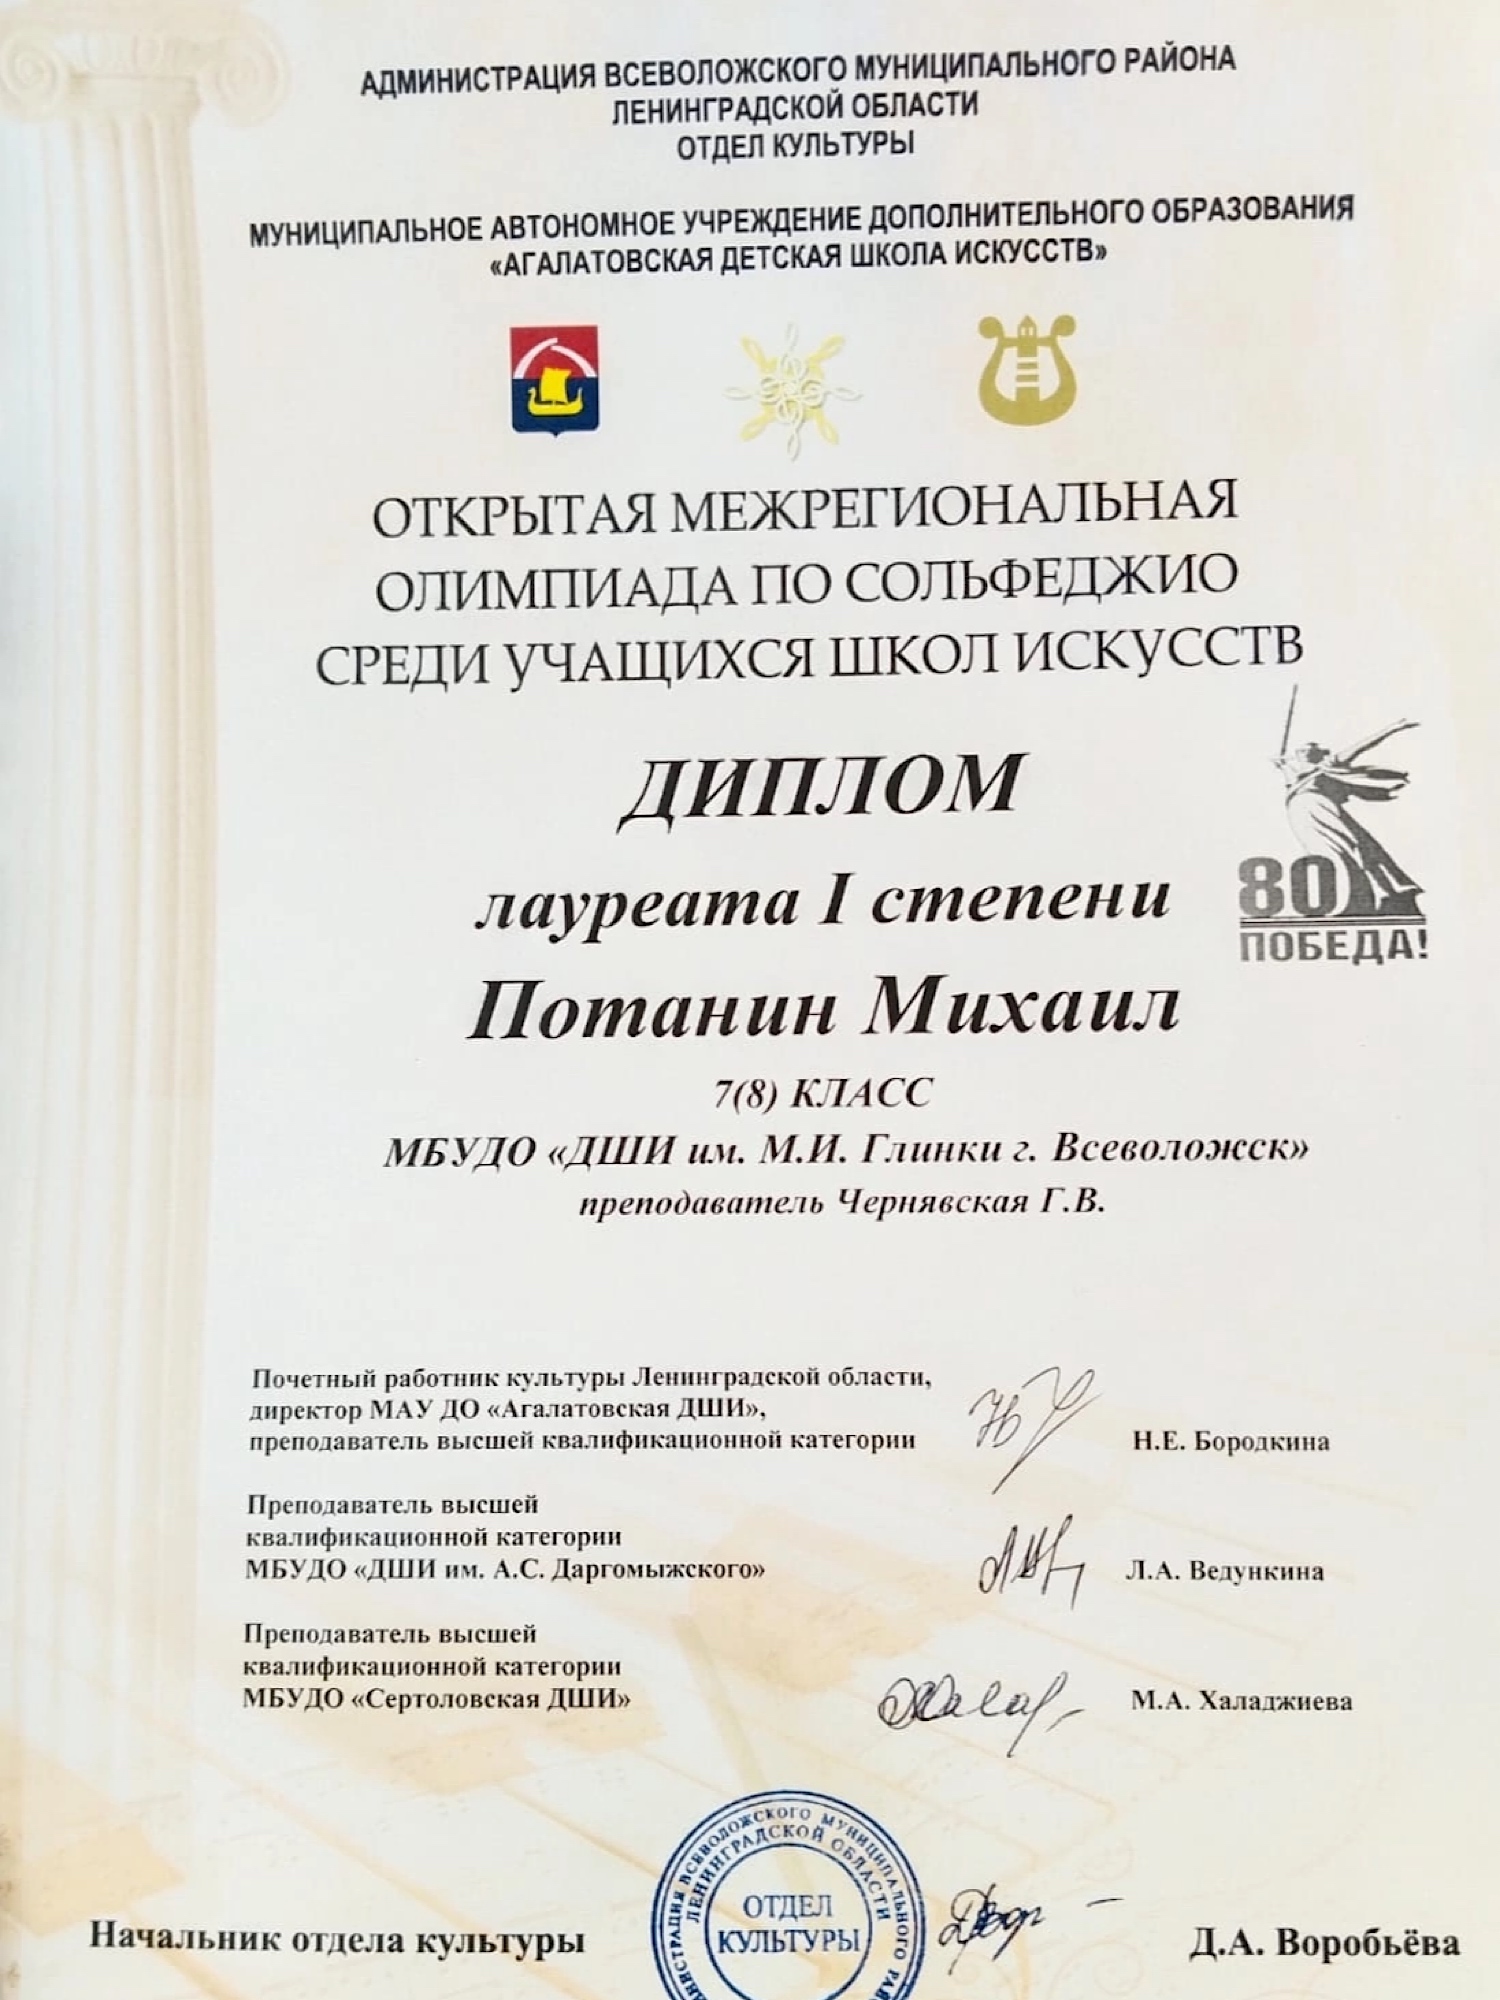 АДМИНИСТРАЦИЯ ВСЕВОЛОЖСКОГО МУНИЦИПАЛЬНОГО РАЙОНА
ЛЕНИНГРАДСКОЙ ОБЛАСТИ
ОТДЕЛ КУЛЬТУРЫ
МУНИЦИПАЛЬНОЕ АВТОНОМНОЕ УЧРЕЖДЕНИЕ ДОПОЛНИТЕЛЬНОГО ОБРАЗОВАНИЯ
«АГАЛАТОВСКАЯ ДЕТСКАЯ ШКОЛА ИСКУССТВ»
ОТКРЫТАЯ МЕЖРЕГИОНАЛЬНАЯ
ОЛИМПИАДА ПО СОЛЬФЕДЖИО
СРЕДИ УЧАЩИХСЯ ШКОЛ ИСКУССТВ
ДИПЛОМ
лауреата I степени
80
ПОБЕДА!
Потанин Михаил
7(8) КЛАСС
МБУДО «ДШИ им. М.И. Глинки г. Всеволожск»
преподаватель Чернявская Г.В.
Почетный работник культуры Ленинградской области,
директор МАУ ДО «Агалатовская ДШИ»,
преподаватель высшей квалификационной категории
Н.Е. Бородкина
Преподаватель высшей
квалификационной категории
МБУДО «ДШИ им. А.С. Даргомыжского»
Л.А. Ведункина
Преподаватель высшей
квалификационной категории
МБУДО «Сертоловская ДШИ»
М.А. Халаджиева
ВСЕВОЛОЖСКОГО МУНИЦИПАЛЬНОГО
ЛЕНИНГРАДСКОЙ ОБЛАСТИ
ОТДЕЛ
КУЛЬТУРЫ
Начальник отдела культуры
Д.А. Воробьёва